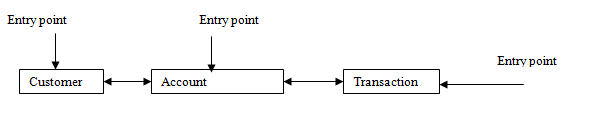 Entry point
Entry point
Entry point
Customer
Account
Transaction